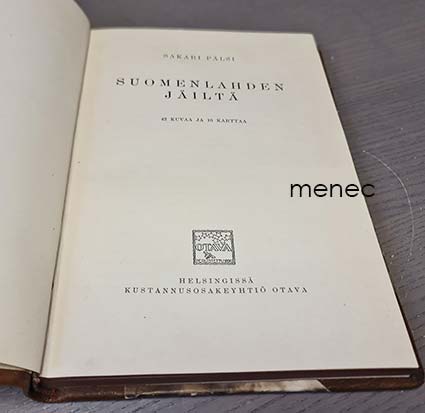 SAKARI PÄLSI
SUOMENLAHDEN
JÄILTÄ
42 KUVAA JA 10 KARTTAA
menec
OTAVA
HELSINGISSÄ
KUSTANNUSOSAKEYHTIÖ OTAVA